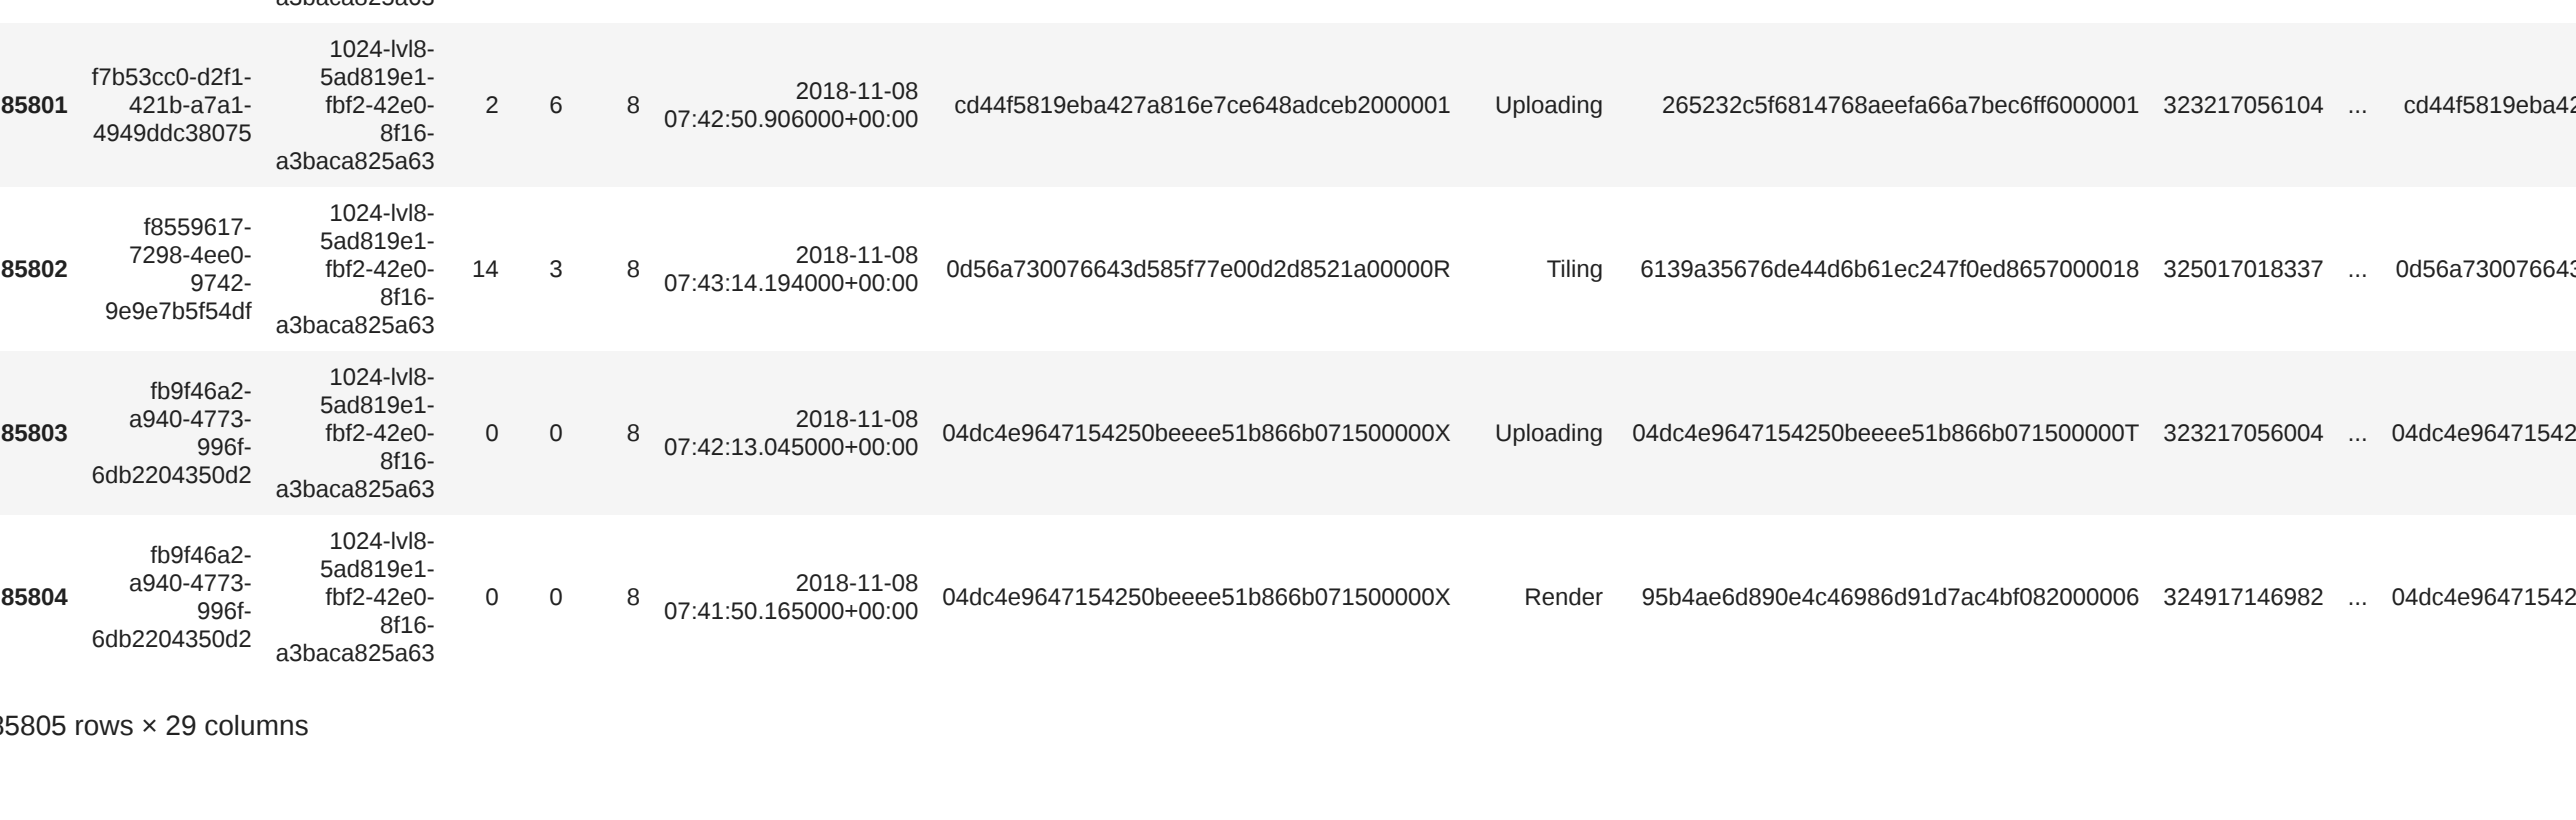 85801 f7b53cc0-d2f1-421b-a7a1-4949ddc38075 1024-lvl8-5ad819e1-fbf2-42e0-8f16-a3baca825a63 2 6 8 2018-11-08 07:42:50.906000+00:00 cd44f5819eba427a816e7ce648adceb2000001 Uploading 265232c5f6814768aeefa66a7bec6ff6000001 323217056104 ... cd44f5819eba42
85802 f8559617-7298-4ee0-9742-9e9e7b5f54df 1024-lvl8-5ad819e1-fbf2-42e0-8f16-a3baca825a63 14 3 8 2018-11-08 07:43:14.194000+00:00 0d56a730076643d585f77e00d2d8521a00000R Tiling 6139a35676de44d6b61ec247f0ed8657000018 325017018337 ... 0d56a730076643
85803 fb9f46a2-a940-4773-996f-6db2204350d2 1024-lvl8-5ad819e1-fbf2-42e0-8f16-a3baca825a63 0 0 8 2018-11-08 07:42:13.045000+00:00 04dc4e9647154250beeee51b866b071500000X Uploading 04dc4e9647154250beeee51b866b071500000T 323217056004 ... 04dc4e96471542
85804 fb9f46a2-a940-4773-996f-6db2204350d2 1024-lvl8-5ad819e1-fbf2-42e0-8f16-a3baca825a63 0 0 8 2018-11-08 07:41:50.165000+00:00 04dc4e9647154250beeee51b866b071500000X Render 95b4ae6d890e4c46986d91d7ac4bf082000006 324917146982 ... 04dc4e96471542
85805 rows × 29 columns